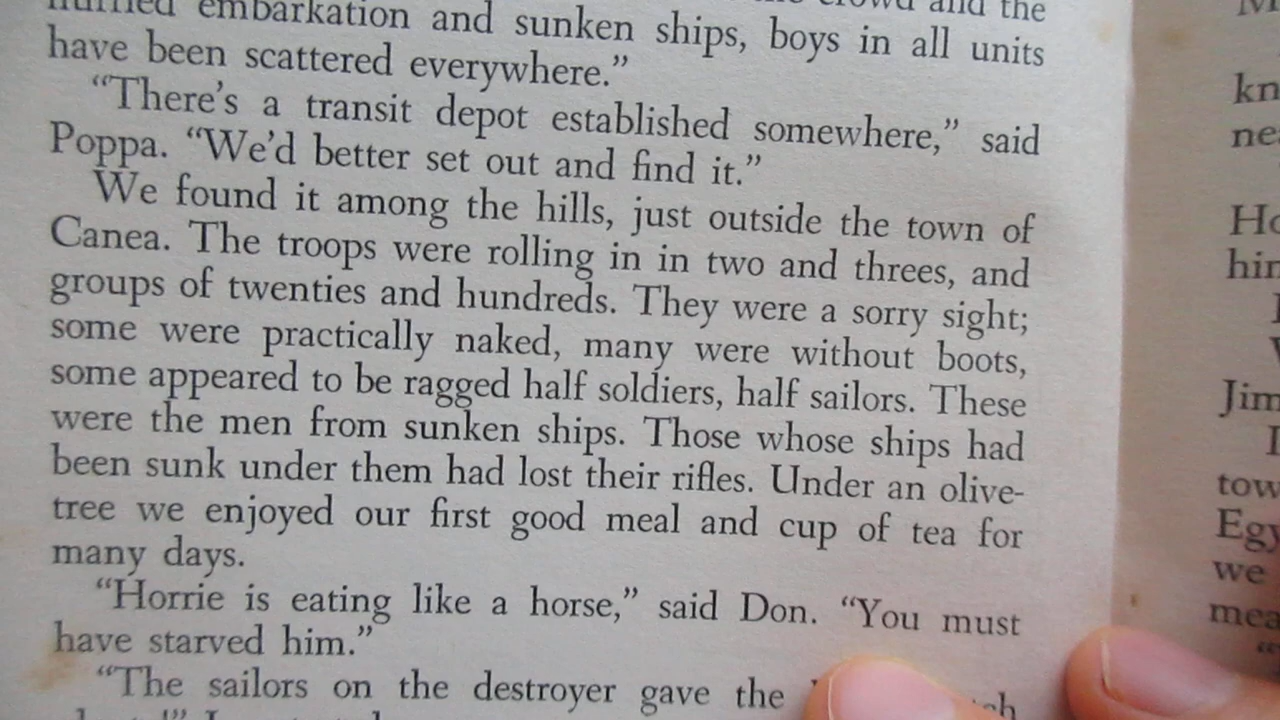 embarkation and sunken ships, boys in all units
have been scattered everywhere.”
“There’s a transit depot established somewhere,” said
Poppa. “We’d better set out and find it.”
We found it among the hills, just outside the town of
Canea. The troops were rolling in in two and threes, and
groups of twenties and hundreds. They were a sorry sight;
some were practically naked, many were without boots,
some appeared to be ragged half soldiers, half sailors. These
were the men from sunken ships. Those whose ships had
been sunk under them had lost their rifles. Under an olive-
tree we enjoyed our first good meal and cup of tea for
many days.
“Horrie is eating like a horse,” said Don. “You must
have starved him.”
“The sailors on the destroyer gave the
Jim
we